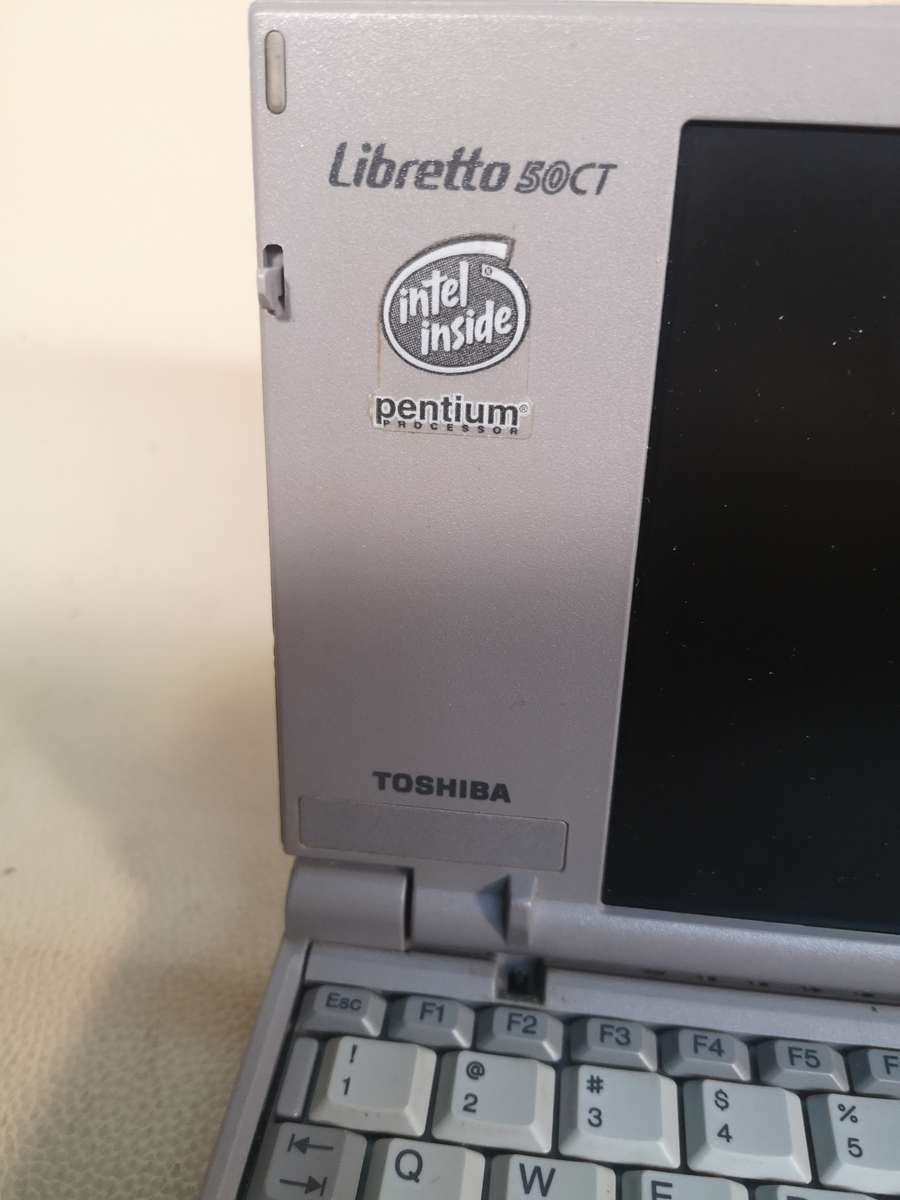 Libretto 50CT
intel
inside
®
pentium®
PROCESSOR
TOSHIBA
Esc F1 F2 F3 F4 F5
! @ # $ %
1 2 3 4 5
Q W E